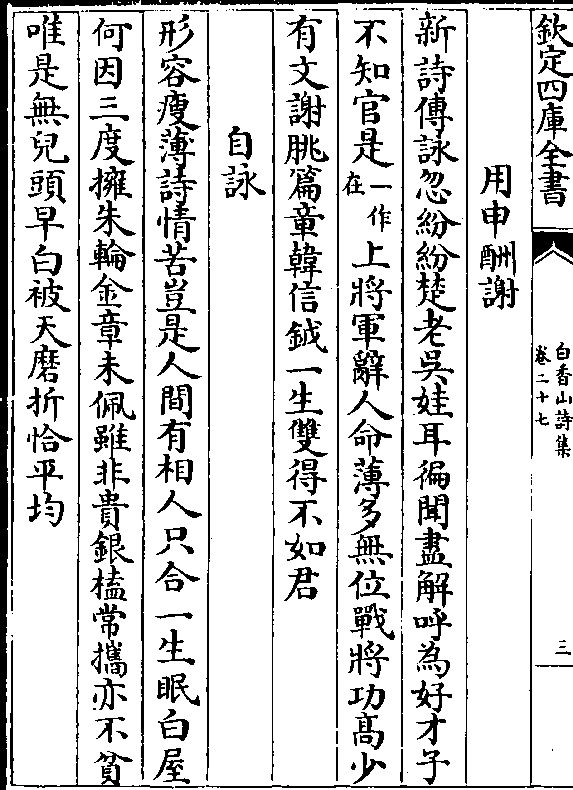 欽定四庫全書
白香山詩集
卷二十七
三
用申酬謝
新詩傳詠忽紛紛楚老吳娃耳徧聞盡解呼為好才子
不知官是一作在上將軍辭人命薄多無位戰將功髙少
有文謝朓篇章韓信鉞一生雙得不如君
自詠
形容瘦薄詩情苦豈是人間有相人只合一生眠白屋
何因三度擁朱輪金章未佩雖非貴銀榼常攜亦不貧
唯是無兒頭早白被天磨折恰平均